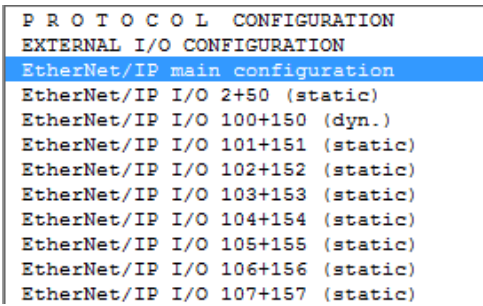 P R O T O C O L  CONFIGURATION
EXTERNAL I/O CONFIGURATION
EtherNet/IP main configuration
EtherNet/IP I/O 2+50 (static)
EtherNet/IP I/O 100+150 (dyn.)
EtherNet/IP I/O 101+151 (static)
EtherNet/IP I/O 102+152 (static)
EtherNet/IP I/O 103+153 (static)
EtherNet/IP I/O 104+154 (static)
EtherNet/IP I/O 105+155 (static)
EtherNet/IP I/O 106+156 (static)
EtherNet/IP I/O 107+157 (static)